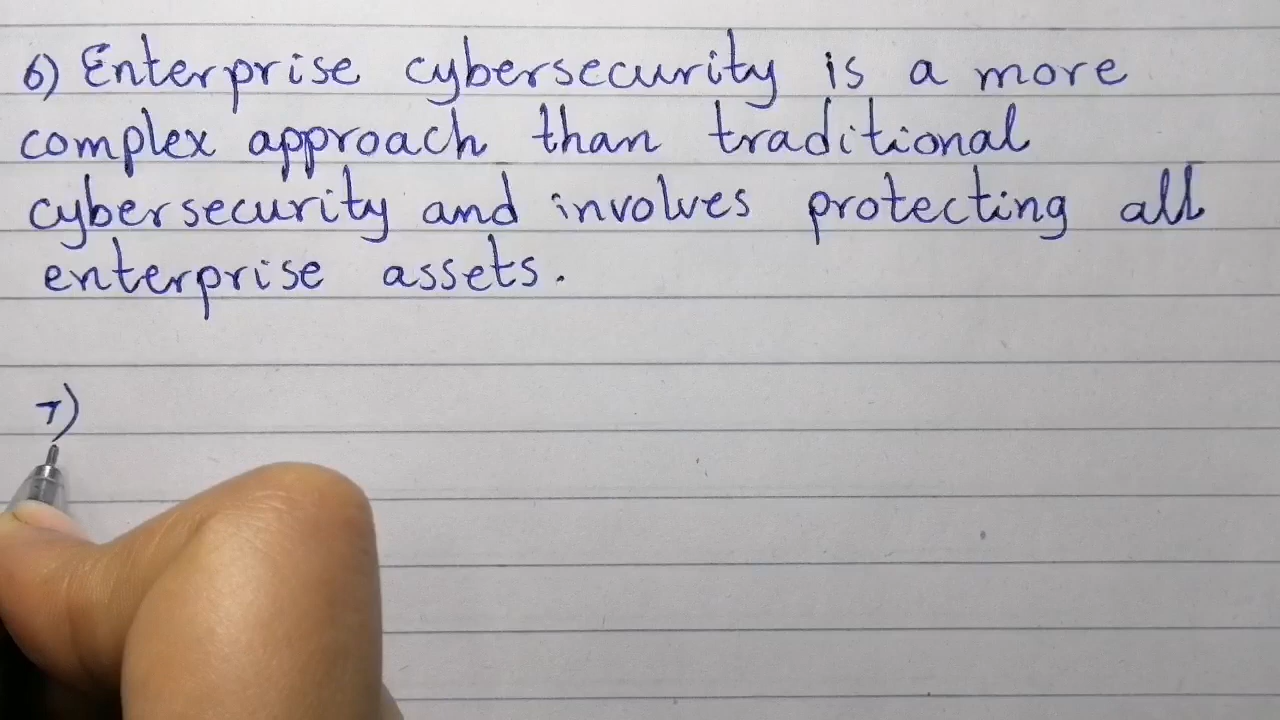 6) Enterprise cybersecurity is a more
complex approach than traditional
cybersecurity and involves protecting all
enterprise assets.
7)